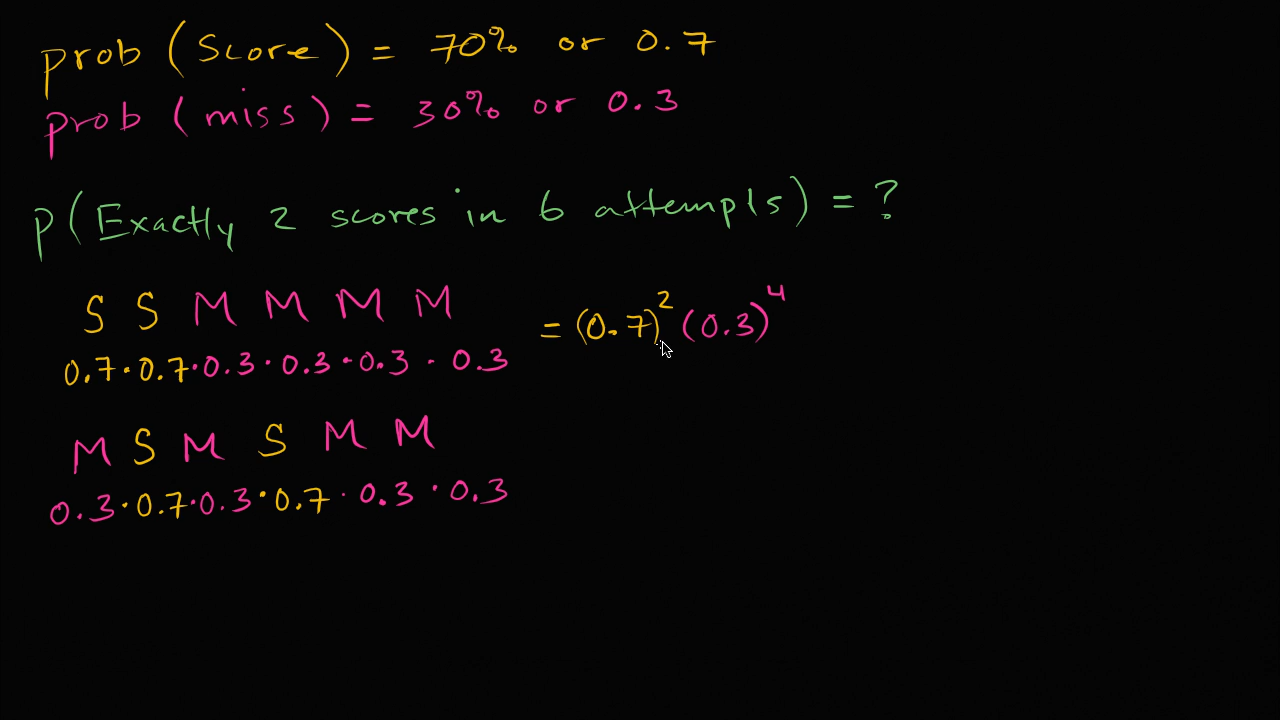 prob (Score) = 70% or 0.7
prob (miss) = 30% or 0.3
P(Exactly 2 scores in 6 attempts) = ?
S S M M M M = (0.7)² (0.3)⁴
0.7 · 0.7 · 0.3 · 0.3 · 0.3 · 0.3
M S M S M M
0.3 · 0.7 · 0.3 · 0.7 · 0.3 · 0.3